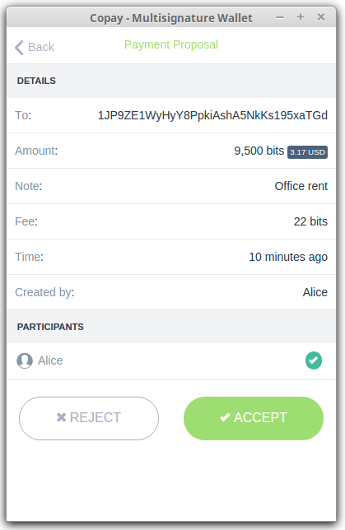 Copay - Multisignature Wallet
Back
Payment Proposal
DETAILS
To: 1JP9ZE1WyHyY8PpkiAshA5NkKs195xaTGd
Amount: 9,500 bits 3.17 USD
Note: Office rent
Fee: 22 bits
Time: 10 minutes ago
Created by: Alice
PARTICIPANTS
Alice
REJECT ACCEPT